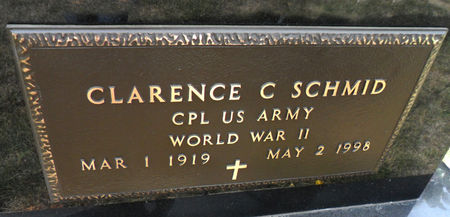 CLARENCE C SCHMID
CPL US ARMY
WORLD WAR II
MAR 1 1919 MAY 2 1998